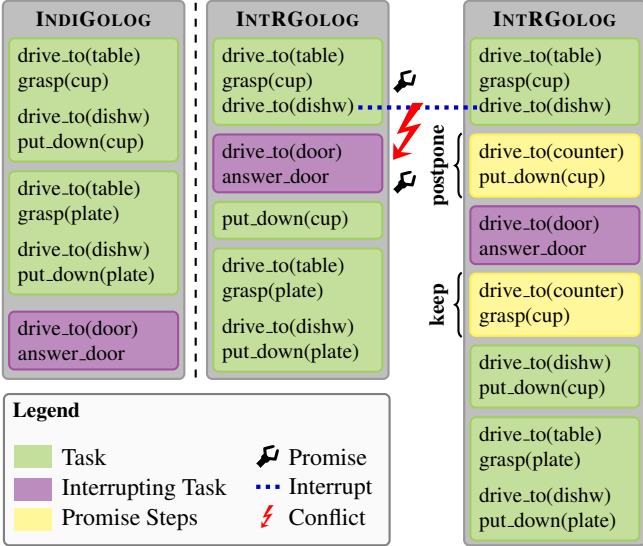 INDIGOLOG
drive_to(table)
grasp(cup)
drive_to(dishw)
put_down(cup)
drive_to(table)
grasp(plate)
drive_to(dishw)
put_down(plate)
drive_to(door)
answer_door
INTRGOLOG
drive_to(table)
grasp(cup)
drive_to(dishw)
drive_to(door)
answer_door
put_down(cup)
drive_to(table)
grasp(plate)
drive_to(dishw)
put_down(plate)
postpone
keep
INTRGOLOG
drive_to(table)
grasp(cup)
drive_to(dishw)
drive_to(counter)
put_down(cup)
drive_to(door)
answer_door
drive_to(counter)
grasp(cup)
drive_to(dishw)
put_down(cup)
drive_to(table)
grasp(plate)
drive_to(dishw)
put_down(plate)
Legend
Task
Interrupting Task
Promise Steps
Promise
Interrupt
Conflict